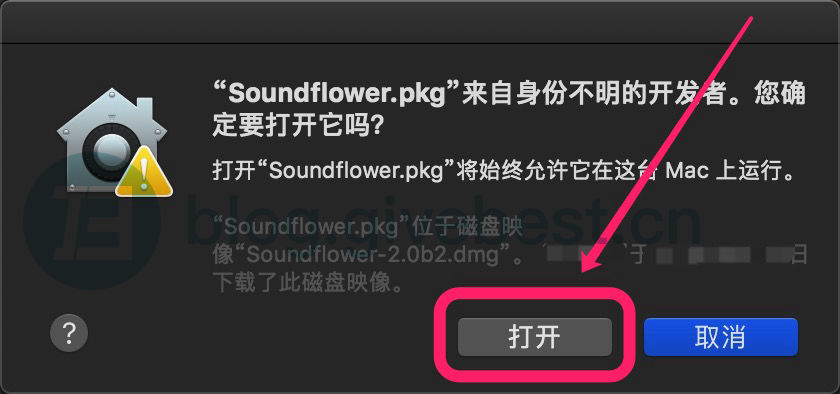 “Soundflower.pkg”来自身份不明的开发者。您确
定要打开它吗？
打开“Soundflower.pkg”将始终允许它在这台 Mac 上运行。
“Soundflower.pkg”位于磁盘映
像“Soundflower-2.0b2.dmg”。 于 日
下载了此磁盘映像。
blog.givebest.cn
?
打开
取消